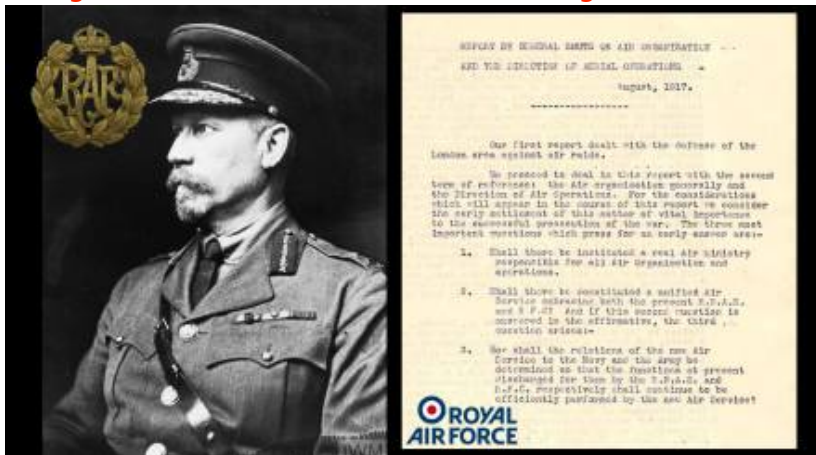 RAF
REPORT BY GENERAL SMUTS ON AIR ORGANISATION
AND THE DIRECTION OF AERIAL OPERATIONS
August, 1917.
Our first report dealt with the defence of the
London area against air raids.
We proceed to deal in this report with the second
term of reference: the Air organisation generally and
the Direction of Air Operations. For the considerations
which will appear in the course of this report we consider
the early settlement of this matter of vital importance
to the successful prosecution of the war. The three most
important questions which press for an early answer are:-
1. Shall there be instituted a real Air Ministry
responsible for all Air Organisation and
operations.
2. Shall there be constituted a unified Air
Service embracing both the present R.N.A.S.
and R.F.C? And if this second question is
answered in the affirmative, the third
question arises:-
3. How shall the relations of the new Air
Service to the Navy and the Army be
determined so that the functions at present
discharged for them by the R.N.A.S. and
R.F.C. respectively shall continue to be
efficiently performed by the new Air Service?
ROYAL
AIR FORCE
IWM